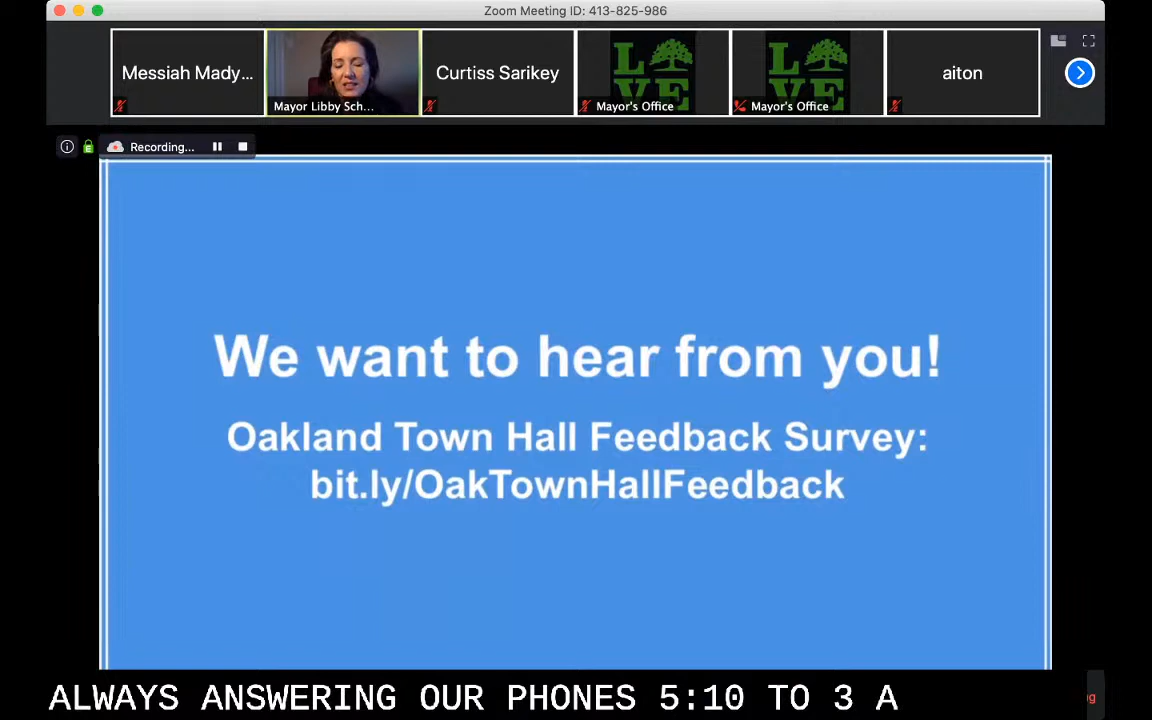 Zoom Meeting ID: 413-825-986
Messiah Mady...
Mayor Libby Sch...
Curtiss Sarikey
L VE
Mayor's Office
L VE
Mayor's Office
aiton
Recording...
We want to hear from you!
Oakland Town Hall Feedback Survey:
bit.ly/OakTownHallFeedback
ALWAYS ANSWERING OUR PHONES 5:10 TO 3 A